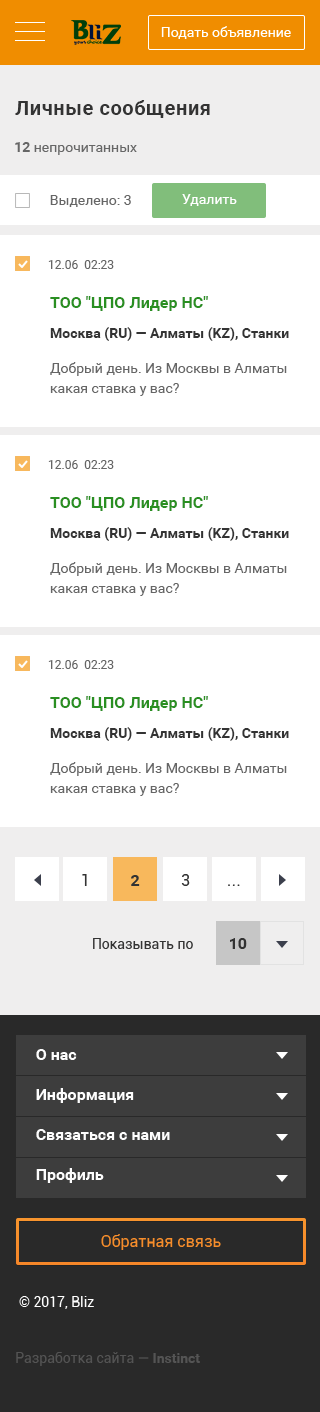 Bliz
your choice
Подать объявление
Личные сообщения
12 непрочитанных
Выделено: 3
Удалить
12.06 02:23
ТОО "ЦПО Лидер НС"
Москва (RU) — Алматы (KZ), Станки
Добрый день. Из Москвы в Алматы
какая ставка у вас?
12.06 02:23
ТОО "ЦПО Лидер НС"
Москва (RU) — Алматы (KZ), Станки
Добрый день. Из Москвы в Алматы
какая ставка у вас?
12.06 02:23
ТОО "ЦПО Лидер НС"
Москва (RU) — Алматы (KZ), Станки
Добрый день. Из Москвы в Алматы
какая ставка у вас?
1 2 3 ...
Показывать по 10
О нас
Информация
Связаться с нами
Профиль
Обратная связь
© 2017, Bliz
Разработка сайта — Instinct